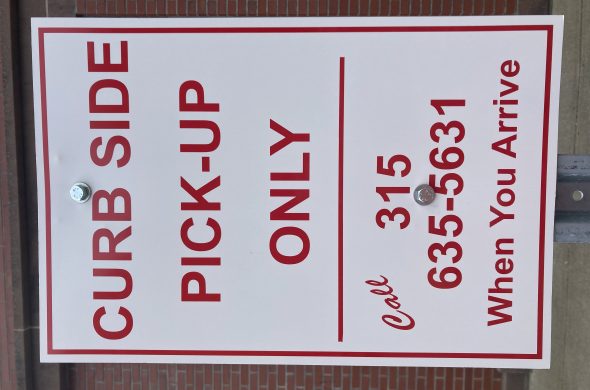 CURB SIDE
PICK-UP
ONLY
Call 315
635-5631
When You Arrive